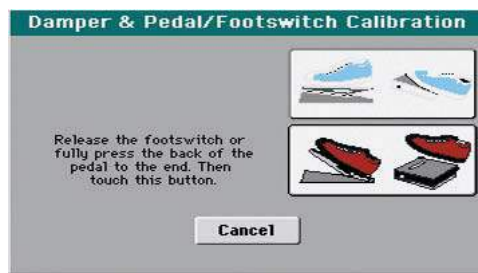 Damper & Pedal/Footswitch Calibration
Release the footswitch or
fully press the back of the
pedal to the end. Then
touch this button.
Cancel